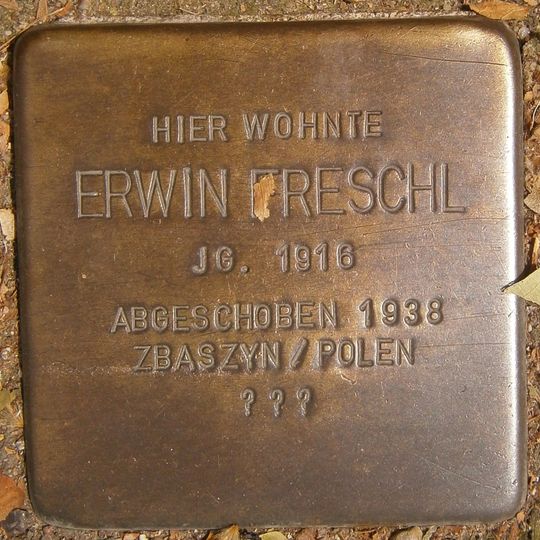 HIER WOHNTE
ERWIN FRESCHL
JG. 1916
ABGESCHOBEN 1938
ZBASZYN/POLEN
???